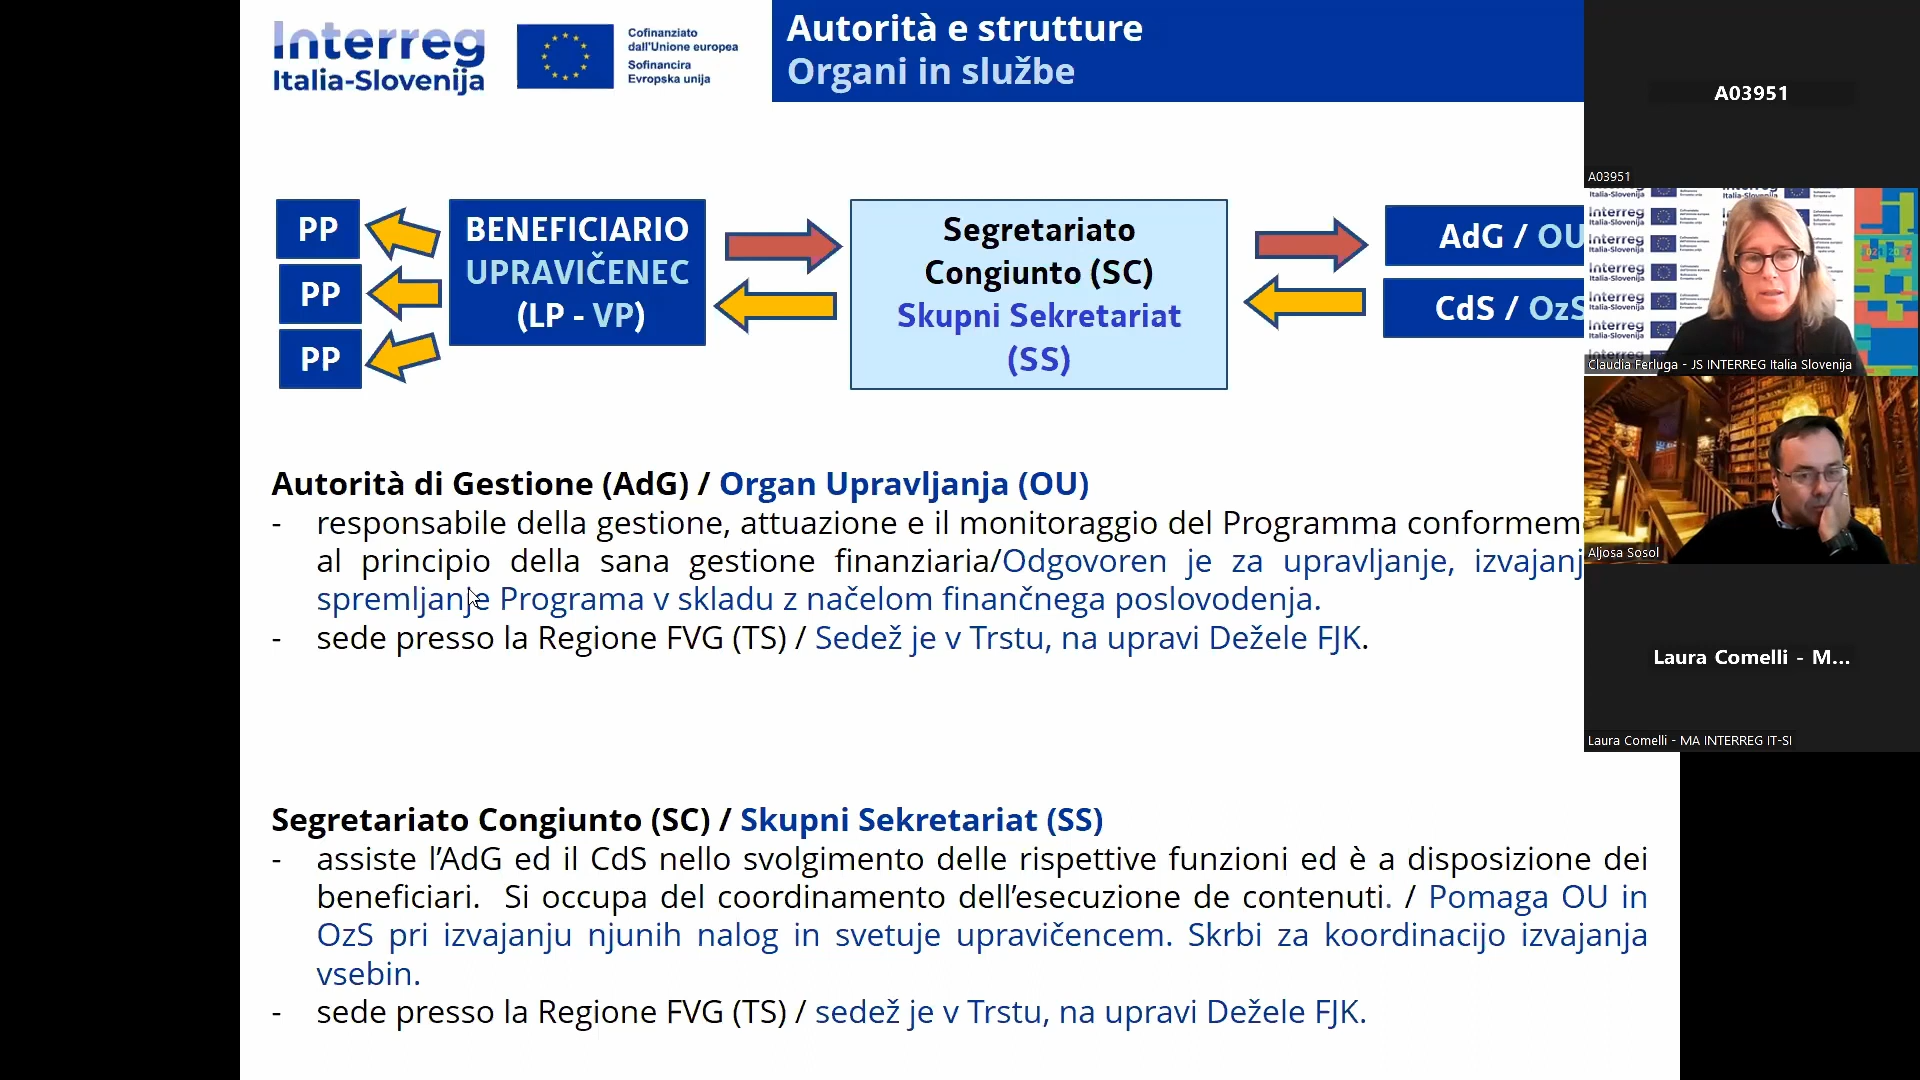 Interreg
Italia-Slovenija
Cofinanziato
dall'Unione europea
Sofinancira
Evropska unija
Autorità e strutture
Organi in službe
PP
PP
PP
BENEFICIARIO
UPRAVIČENEC
(LP - VP)
Segretariato
Congiunto (SC)
Skupni Sekretariat
(SS)
AdG / OU
CdS / OzS
Autorità di Gestione (AdG) / Organ Upravljanja (OU)
- responsabile della gestione, attuazione e il monitoraggio del Programma conformem
al principio della sana gestione finanziaria/Odgovoren je za upravljanje, izvajanj
spremljanje Programa v skladu z načelom finančnega poslovodenja.
- sede presso la Regione FVG (TS) / Sedež je v Trstu, na upravi Dežele FJK.
Segretariato Congiunto (SC) / Skupni Sekretariat (SS)
- assiste l’AdG ed il CdS nello svolgimento delle rispettive funzioni ed è a disposizione dei
beneficiari. Si occupa del coordinamento dell’esecuzione de contenuti. / Pomaga OU in
OzS pri izvajanju njunih nalog in svetuje upravičencem. Skrbi za koordinacijo izvajanja
vsebin.
- sede presso la Regione FVG (TS) / sedež je v Trstu, na upravi Dežele FJK.
A03951
A03951
Claudia Ferluga - JS INTERREG Italia Slovenija
Aljosa Sosol
Laura Comelli - M...
Laura Comelli - MA INTERREG IT-SI